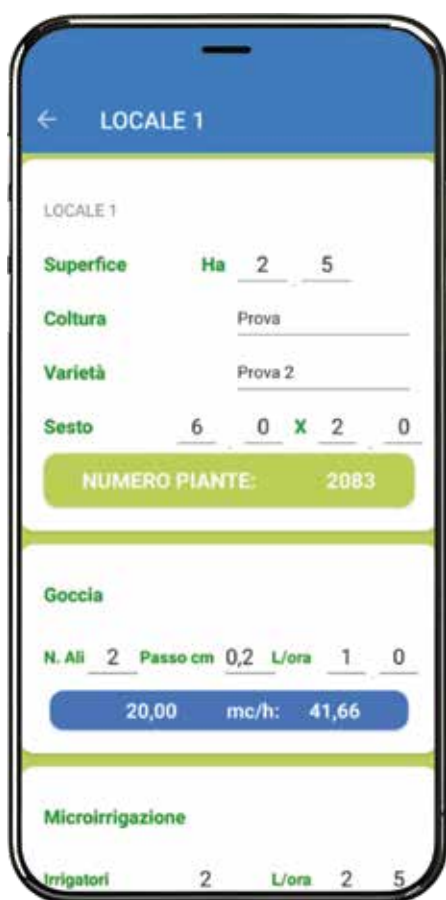 LOCALE 1
LOCALE 1
Superfice Ha 2 . 5
Coltura Prova
Varietà Prova 2
Sesto 6 . 0 X 2 . 0
NUMERO PIANTE: 2083
Goccia
N. Ali 2 Passo cm 0,2 L/ora 1 . 0
20,00 mc/h: 41,66
Microirrigazione
Irrigatori 2 L/ora 2 . 5